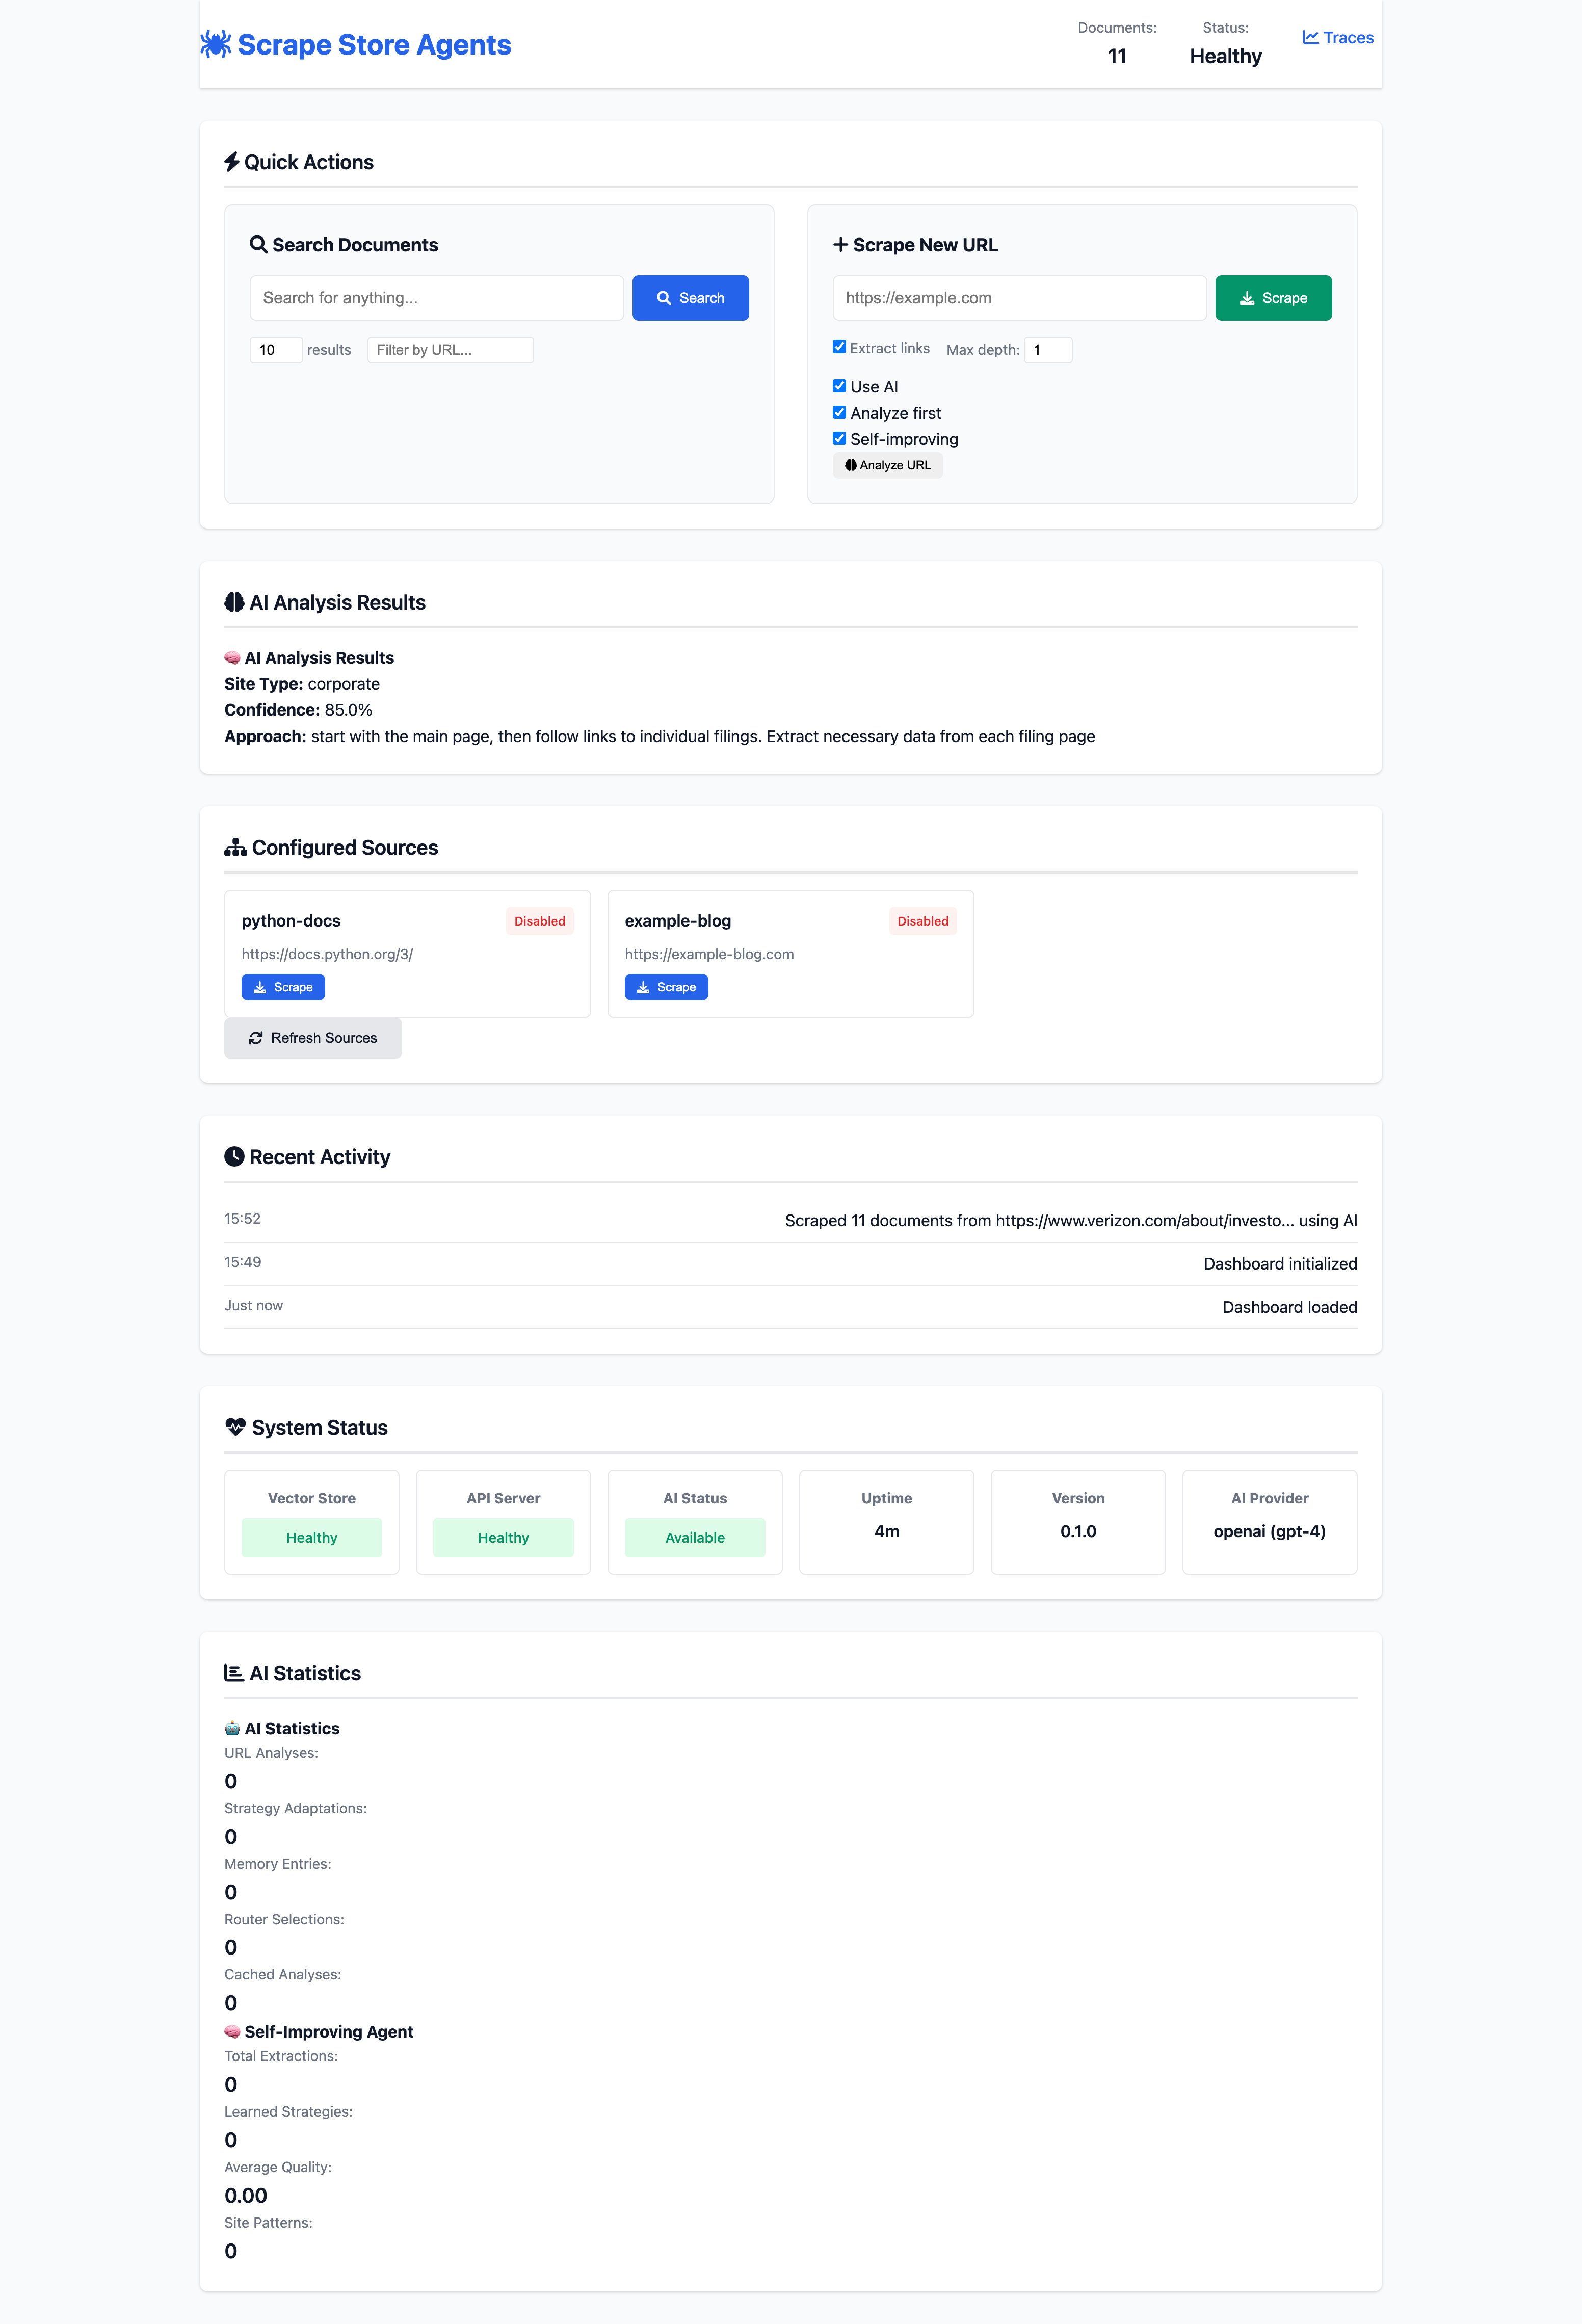 Scrape Store Agents
Documents:
11
Status:
Healthy
Traces
Quick Actions
Search Documents
Search for anything...
Search
10 results
Filter by URL...
Scrape New URL
https://example.com
Scrape
Extract links
Max depth: 1
Use AI
Analyze first
Self-improving
Analyze URL
AI Analysis Results
🧠 AI Analysis Results
Site Type: corporate
Confidence: 85.0%
Approach: start with the main page, then follow links to individual filings. Extract necessary data from each filing page
Configured Sources
python-docs
Disabled
https://docs.python.org/3/
Scrape
example-blog
Disabled
https://example-blog.com
Scrape
Refresh Sources
Recent Activity
15:52 Scraped 11 documents from https://www.verizon.com/about/investo... using AI
15:49 Dashboard initialized
Just now Dashboard loaded
System Status
Vector Store
Healthy
API Server
Healthy
AI Status
Available
Uptime
4m
Version
0.1.0
AI Provider
openai (gpt-4)
AI Statistics
🤖 AI Statistics
URL Analyses:
0
Strategy Adaptations:
0
Memory Entries:
0
Router Selections:
0
Cached Analyses:
0
🧠 Self-Improving Agent
Total Extractions:
0
Learned Strategies:
0
Average Quality:
0.00
Site Patterns:
0